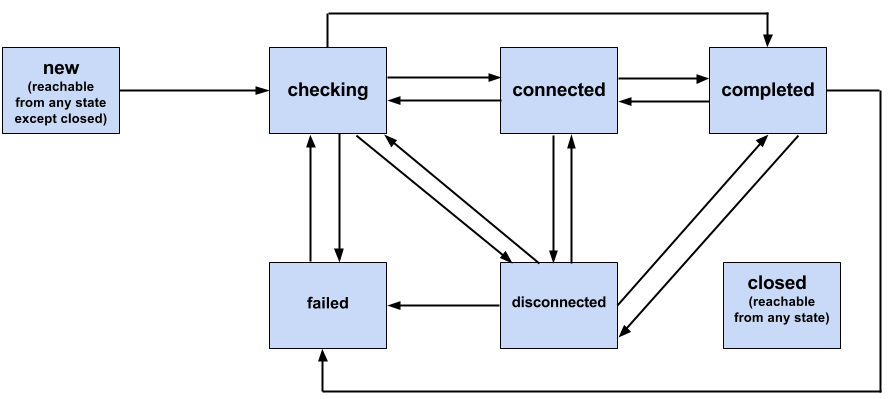 new
(reachable
from any state
except closed)
checking
connected
completed
failed
disconnected
closed
(reachable
from any state)